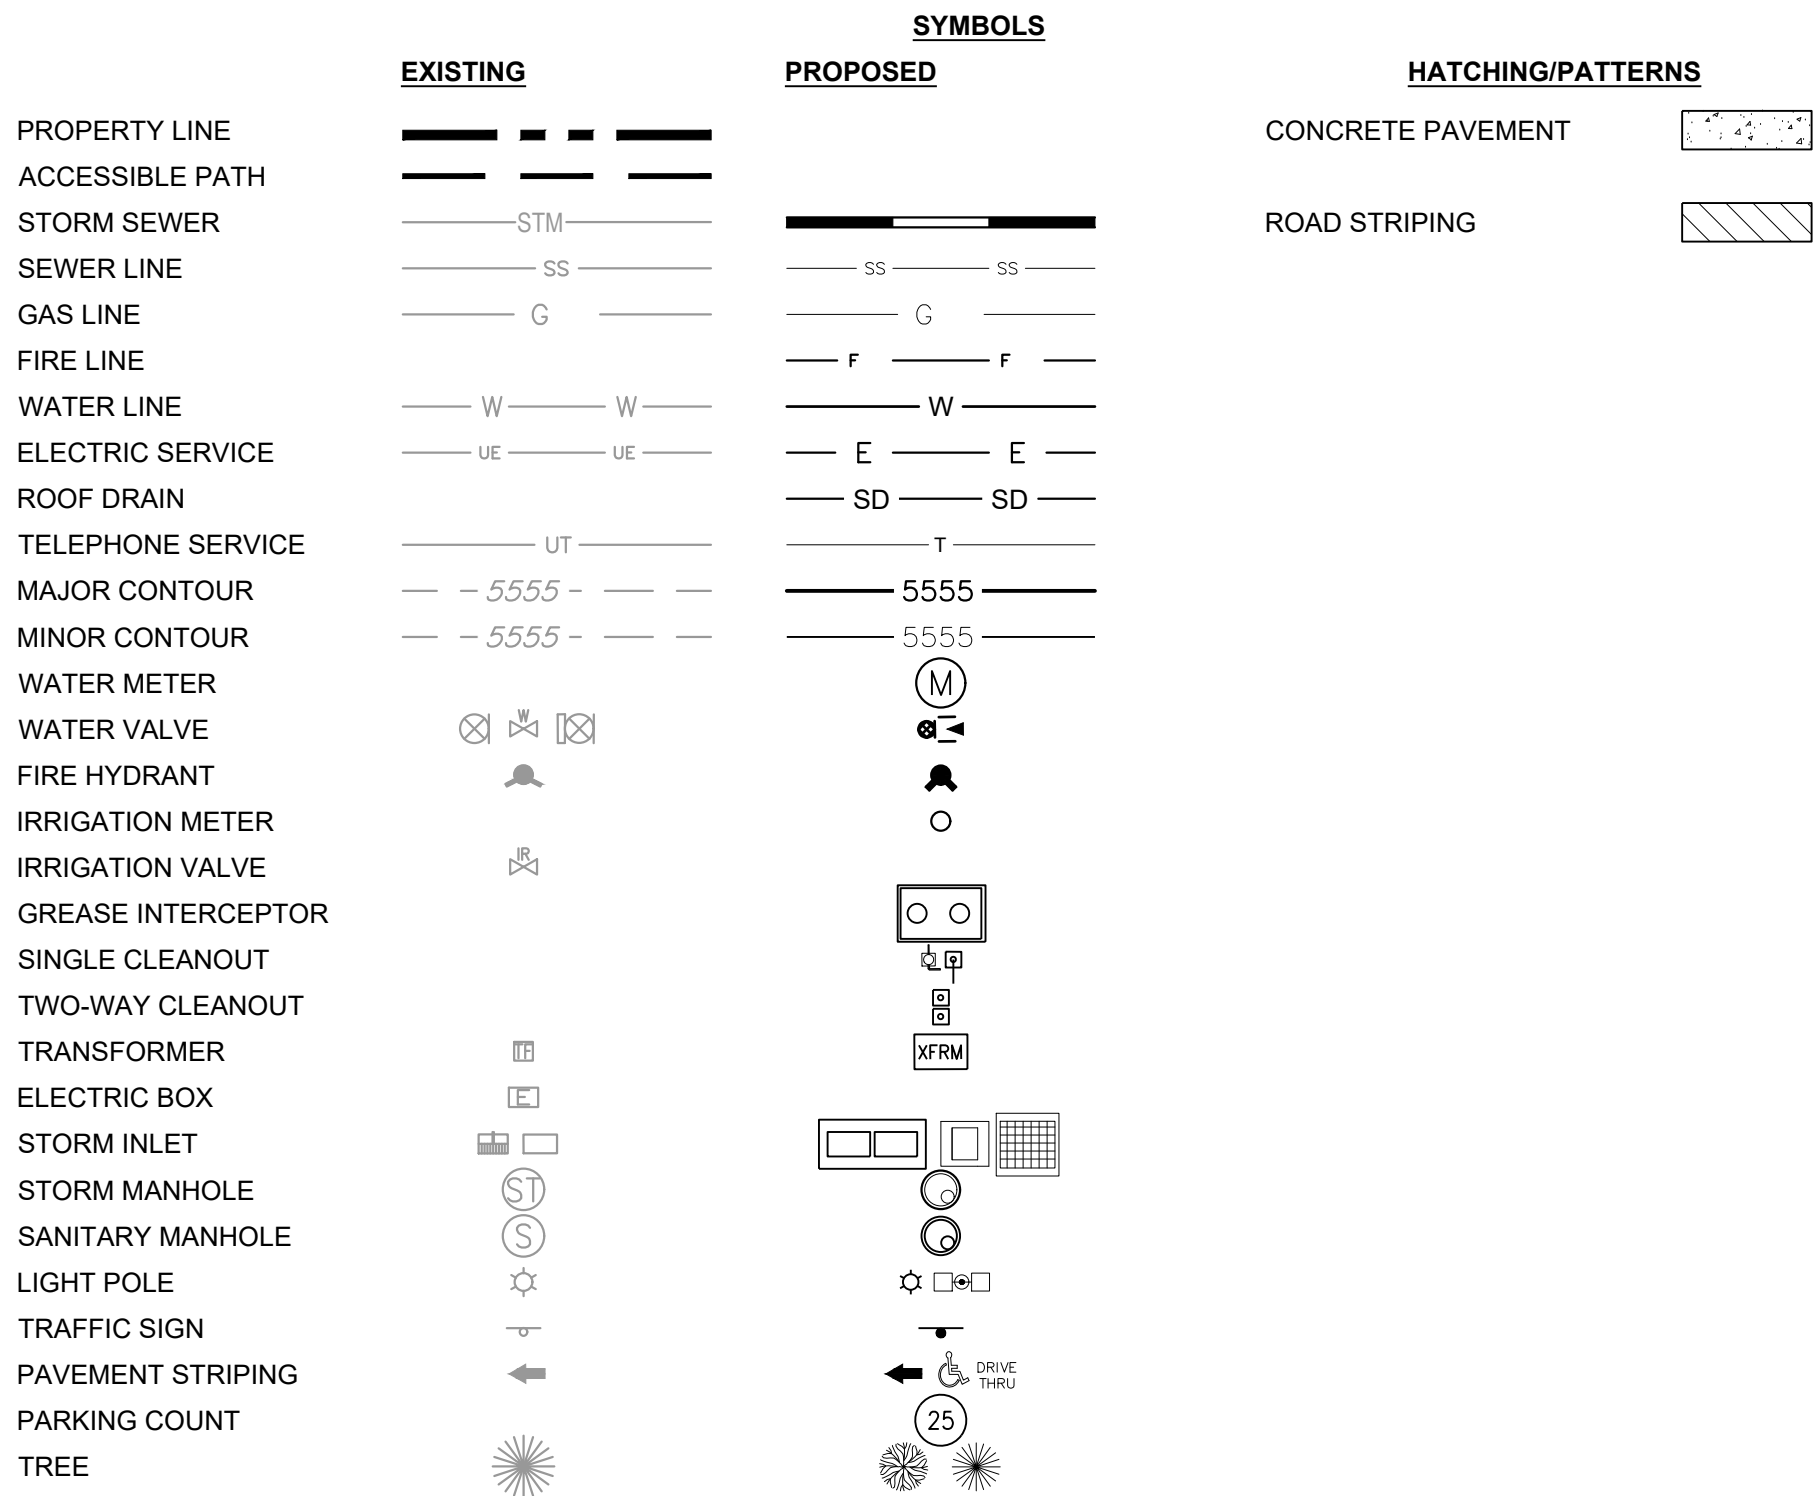 SYMBOLS
EXISTING PROPOSED HATCHING/PATTERNS
PROPERTY LINE CONCRETE PAVEMENT
ACCESSIBLE PATH
STORM SEWER STM ROAD STRIPING
SEWER LINE SS SS SS
GAS LINE G G
FIRE LINE F F
WATER LINE W W W
ELECTRIC SERVICE UE UE E E
ROOF DRAIN SD SD
TELEPHONE SERVICE UT T
MAJOR CONTOUR 5555 5555
MINOR CONTOUR 5555 5555
WATER METER M
WATER VALVE W
FIRE HYDRANT
IRRIGATION METER
IRRIGATION VALVE IR
GREASE INTERCEPTOR
SINGLE CLEANOUT
TWO-WAY CLEANOUT
TRANSFORMER TF XFRM
ELECTRIC BOX E
STORM INLET
STORM MANHOLE ST
SANITARY MANHOLE S
LIGHT POLE
TRAFFIC SIGN
PAVEMENT STRIPING DRIVE
THRU
PARKING COUNT 25
TREE